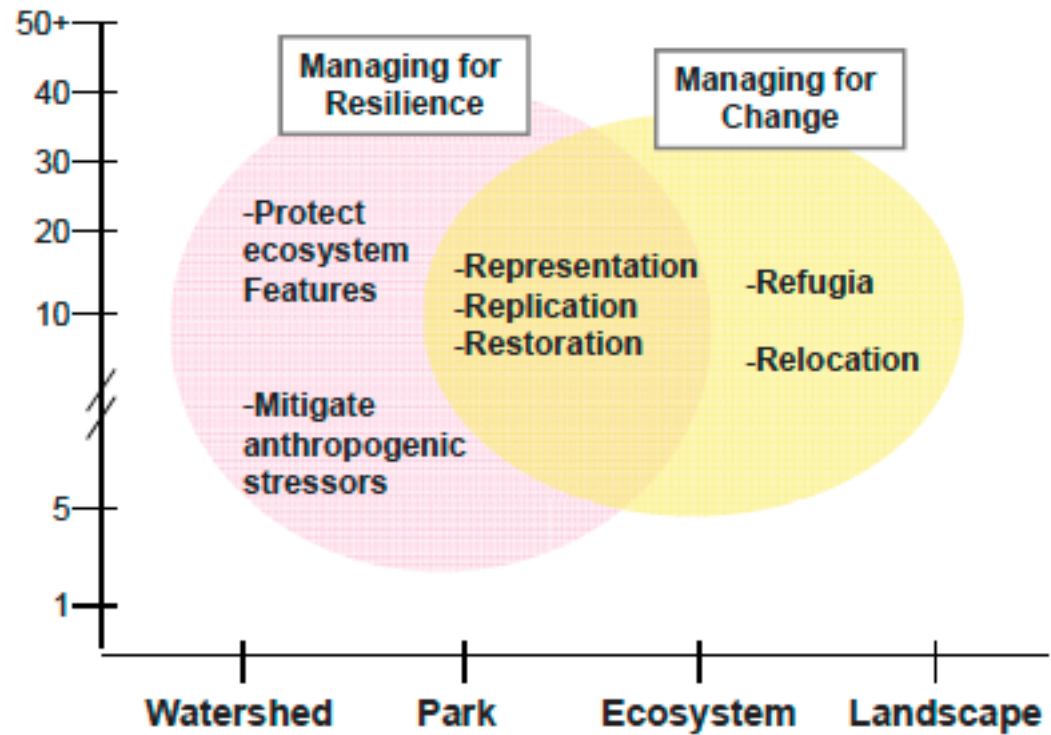 50+
40
30
20
10
5
1
Managing for
Resilience
Managing for
Change
-Protect
ecosystem
Features
-Mitigate
anthropogenic
stressors
-Representation
-Replication
-Restoration
-Refugia
-Relocation
Watershed
Park
Ecosystem
Landscape